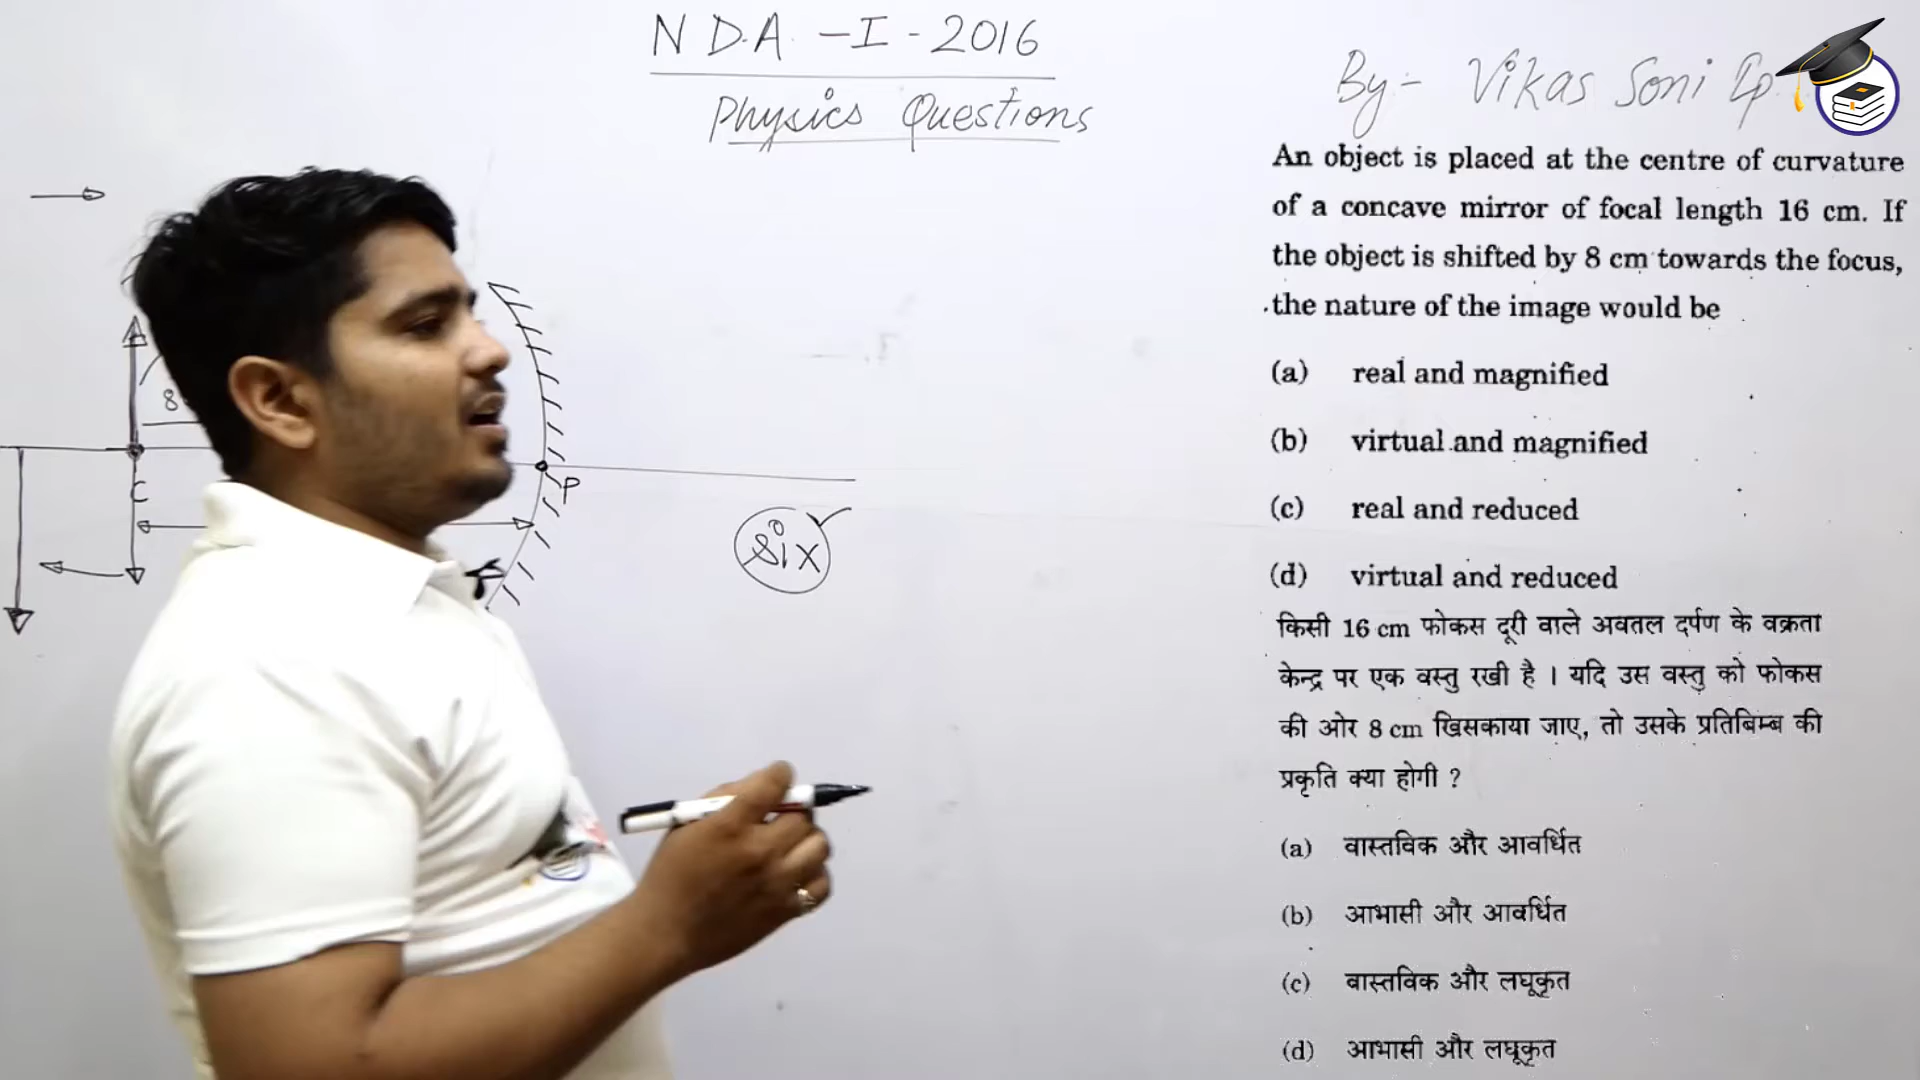 N D.A. - I - 2016
Physics Questions
By:- Vikas Soni
8
C
P
six
An object is placed at the centre of curvature
of a concave mirror of focal length 16 cm. If
the object is shifted by 8 cm towards the focus,
the nature of the image would be
(a) real and magnified
(b) virtual and magnified
(c) real and reduced
(d) virtual and reduced
किसी 16 cm फोकस दूरी वाले अवतल दर्पण के वक्रता
केन्द्र पर एक वस्तु रखी है । यदि उस वस्तु को फोकस
की ओर 8 cm खिसकाया जाए, तो उसके प्रतिबिम्ब की
प्रकृति क्या होगी ?
(a) वास्तविक और आवर्धित
(b) आभासी और आवर्धित
(c) वास्तविक और लघूकृत
(d) आभासी और लघूकृत